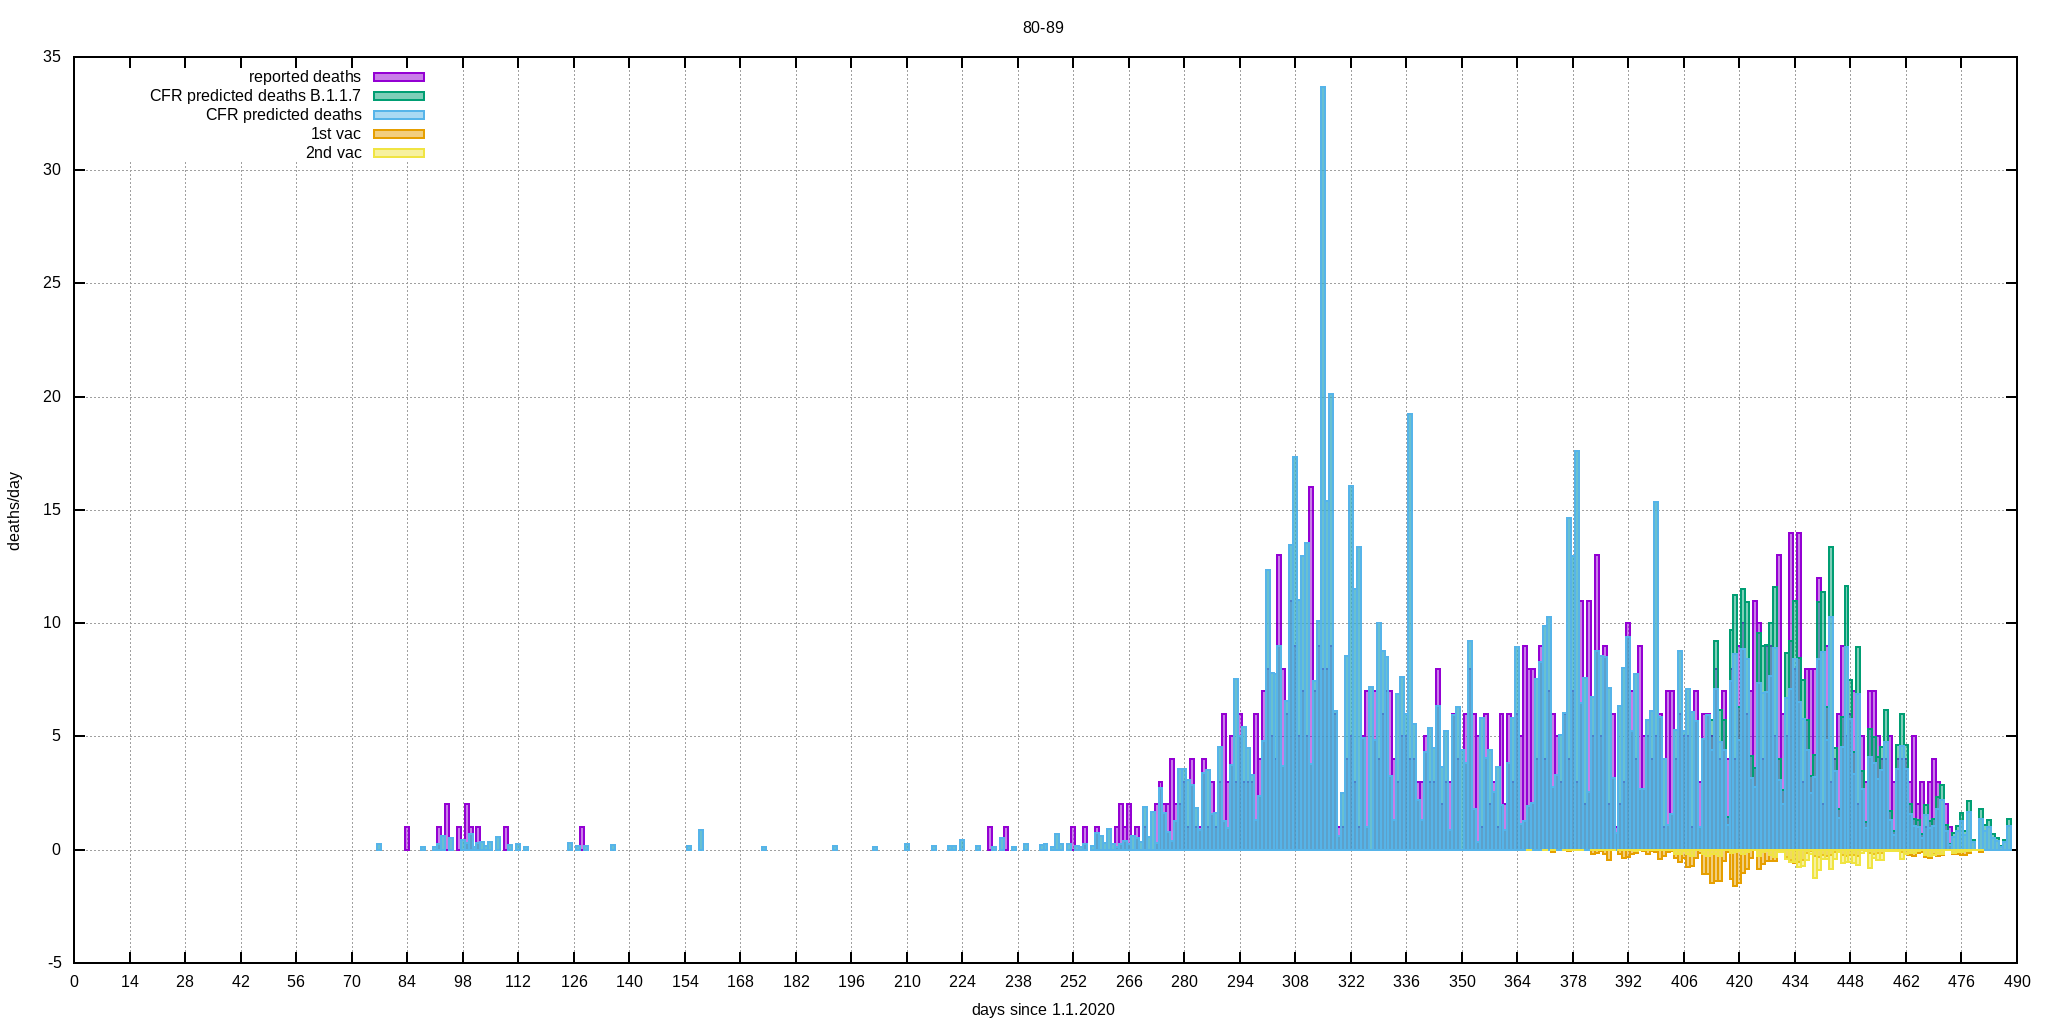 80-89
reported deaths
CFR predicted deaths B.1.1.7
CFR predicted deaths
1st vac
2nd vac
35
30
25
20
15
10
5
0
-5
deaths/day
0 14 28 42 56 70 84 98 112 126 140 154 168 182 196 210 224 238 252 266 280 294 308 322 336 350 364 378 392 406 420 434 448 462 476 490
days since 1.1.2020